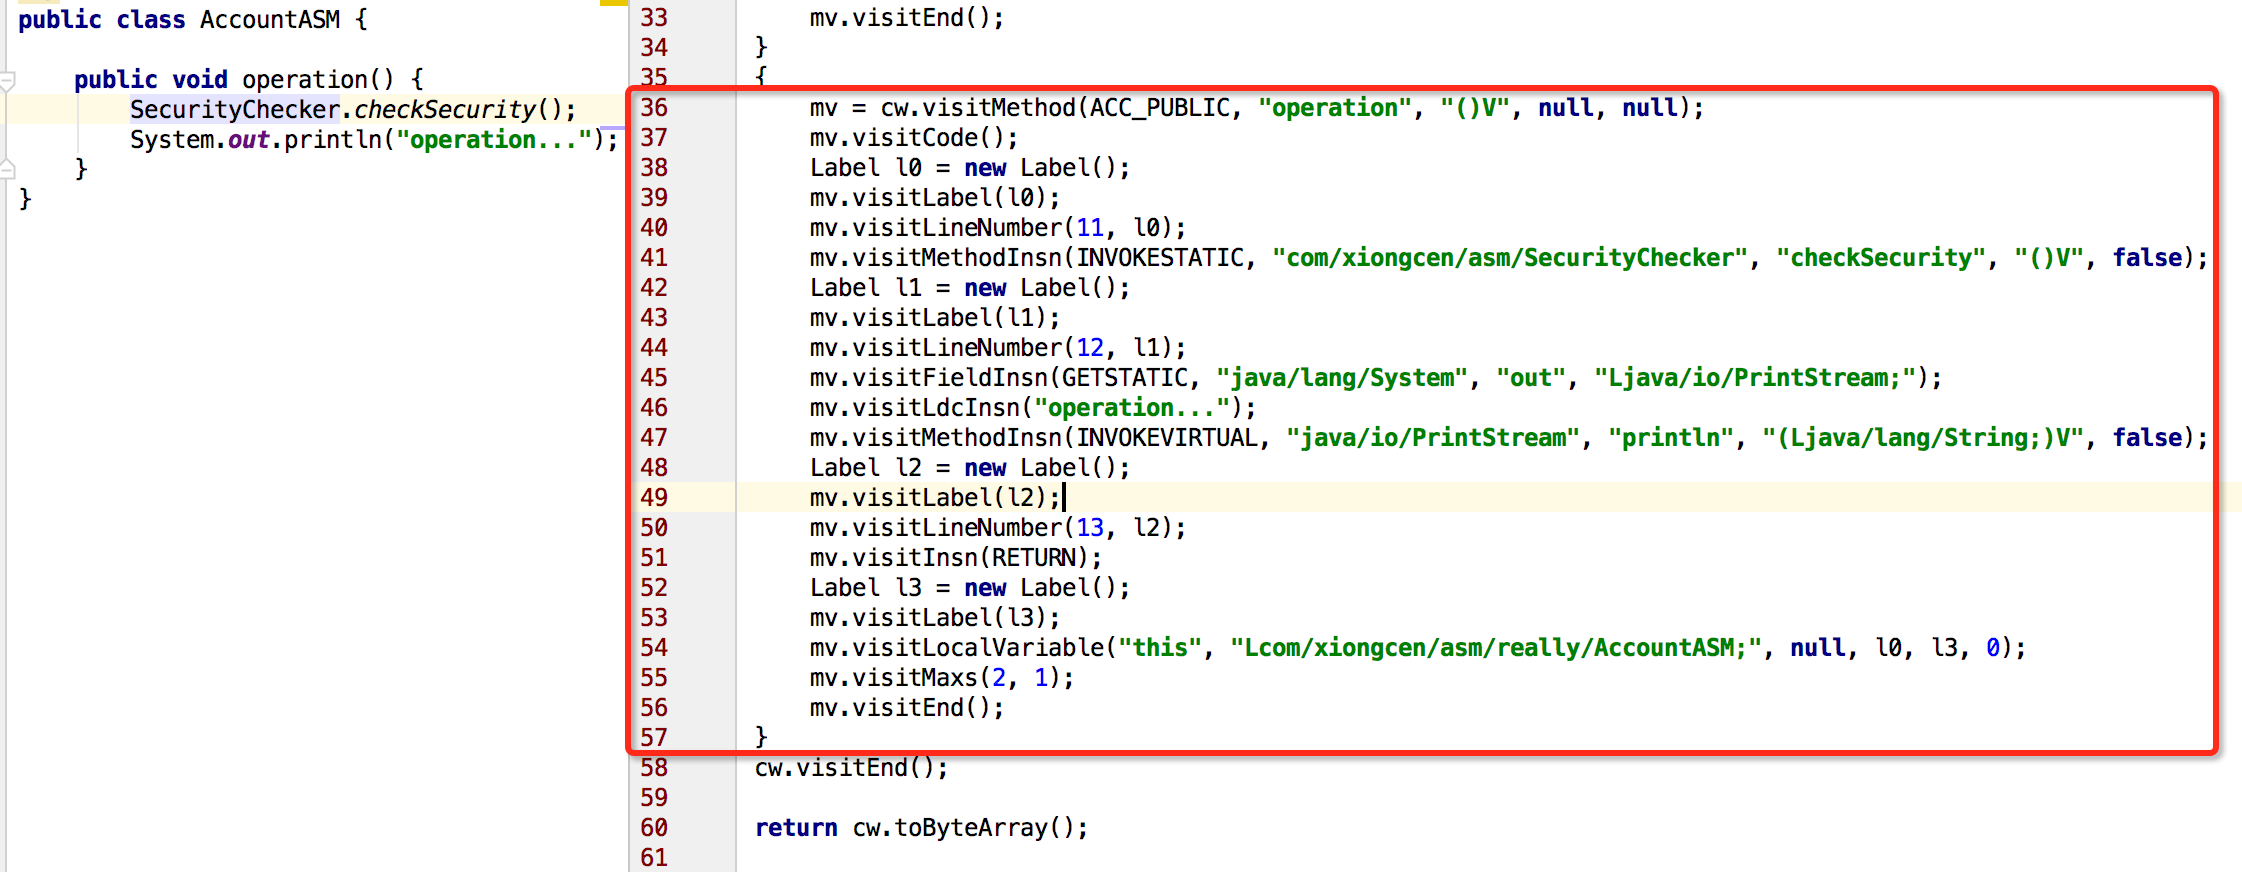 public class AccountASM {
public void operation() {
SecurityChecker.checkSecurity();
System.out.println("operation...");
}
}
33 mv.visitEnd();
34 }
35 {
36 mv = cw.visitMethod(ACC_PUBLIC, "operation", "()V", null, null);
37 mv.visitCode();
38 Label l0 = new Label();
39 mv.visitLabel(l0);
40 mv.visitLineNumber(11, l0);
41 mv.visitMethodInsn(INVOKESTATIC, "com/xiongcen/asm/SecurityChecker", "checkSecurity", "()V", false);
42 Label l1 = new Label();
43 mv.visitLabel(l1);
44 mv.visitLineNumber(12, l1);
45 mv.visitFieldInsn(GETSTATIC, "java/lang/System", "out", "Ljava/io/PrintStream;");
46 mv.visitLdcInsn("operation...");
47 mv.visitMethodInsn(INVOKEVIRTUAL, "java/io/PrintStream", "println", "(Ljava/lang/String;)V", false);
48 Label l2 = new Label();
49 mv.visitLabel(l2);
50 mv.visitLineNumber(13, l2);
51 mv.visitInsn(RETURN);
52 Label l3 = new Label();
53 mv.visitLabel(l3);
54 mv.visitLocalVariable("this", "Lcom/xiongcen/asm/really/AccountASM;", null, l0, l3, 0);
55 mv.visitMaxs(2, 1);
56 mv.visitEnd();
57 }
58 cw.visitEnd();
59
60 return cw.toByteArray();
61